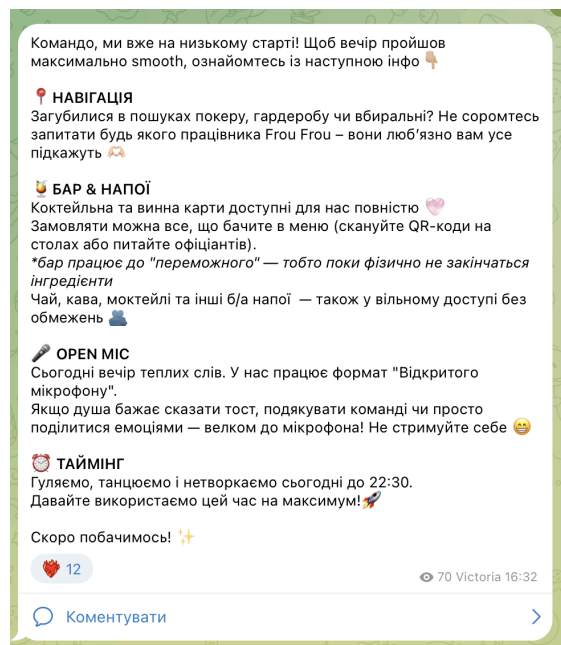 Командо, ми вже на низькому старті! Щоб вечір пройшов
максимально smooth, ознайомтесь із наступною інфо 👇🏼
📍 НАВІГАЦІЯ
Загубилися в пошуках покеру, гардеробу чи вбиральні? Не соромтесь
запитати будь якого працівника Frou Frou – вони люб’язно вам усе
підкажуть 🫶🏻
🍹 БАР & НАПОЇ
Коктейльна та винна карти доступні для нас повністю 🩷
Замовляти можна все, що бачите в меню (скануйте QR-коди на
столах або питайте офіціантів).
*бар працює до "переможного" — тобто поки фізично не закінчаться
інгредієнти
Чай, кава, моктейлі та інші б/а напої — також у вільному доступі без
обмежень 🫂
🎤 OPEN MIC
Сьогодні вечір теплих слів. У нас працює формат "Відкритого
мікрофону".
Якщо душа бажає сказати тост, подякувати команді чи просто
поділитися емоціями — велком до мікрофона! Не стримуйте себе 😁
⏰ ТАЙМІНГ
Гуляємо, танцюємо і нетворкаємо сьогодні до 22:30.
Давайте використаємо цей час на максимум!🚀
Скоро побачимось! ✨
❤️‍🔥 12
70 Victoria 16:32
Коментувати